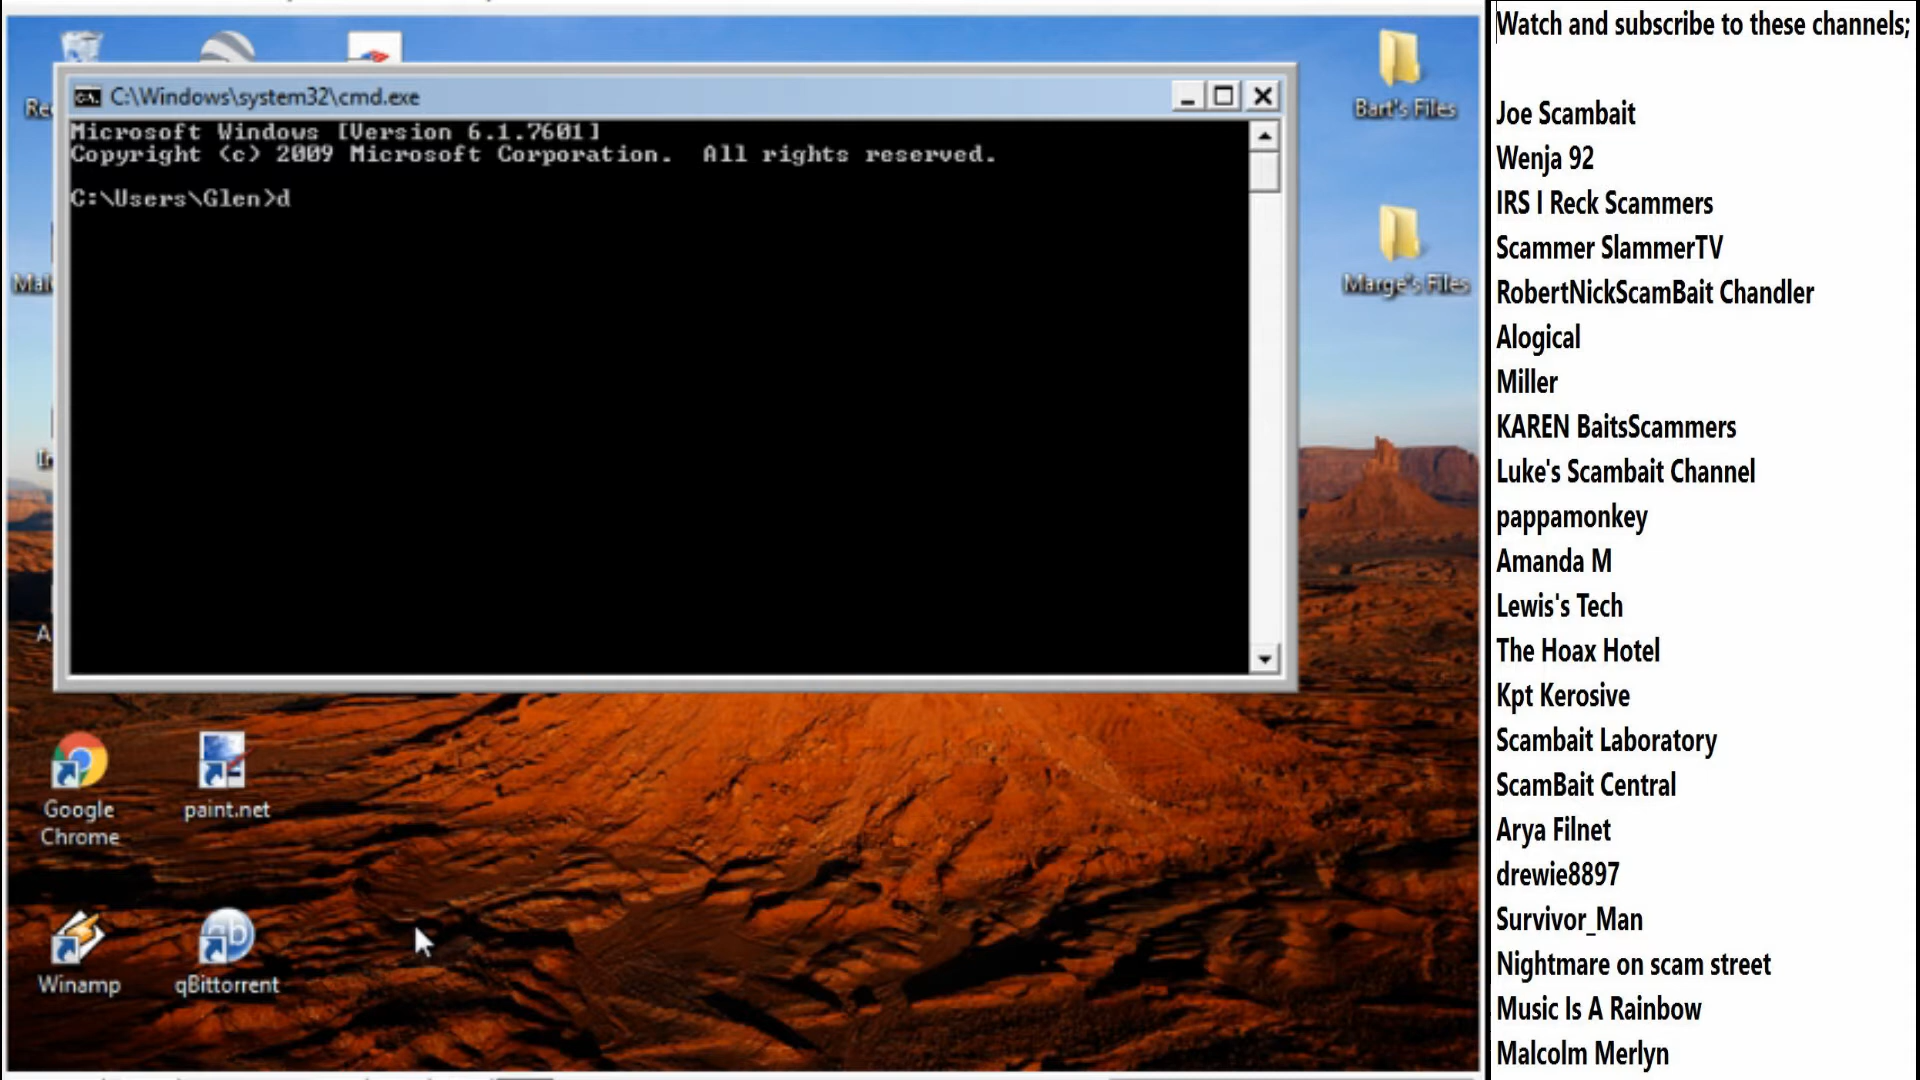 C:\Windows\system32\cmd.exe
Microsoft Windows [Version 6.1.7601]
Copyright (c) 2009 Microsoft Corporation. All rights reserved.
C:\Users\Glen>d
Bart's Files
Marge's Files
Google
Chrome
paint.net
Winamp
qBittorrent
Watch and subscribe to these channels;
Joe Scambait
Wenja 92
IRS I Reck Scammers
Scammer SlammerTV
RobertNickScamBait Chandler
Alogical
Miller
KAREN BaitsScammers
Luke's Scambait Channel
pappamonkey
Amanda M
Lewis's Tech
The Hoax Hotel
Kpt Kerosive
Scambait Laboratory
ScamBait Central
Arya Filnet
drewie8897
Survivor_Man
Nightmare on scam street
Music Is A Rainbow
Malcolm Merlyn